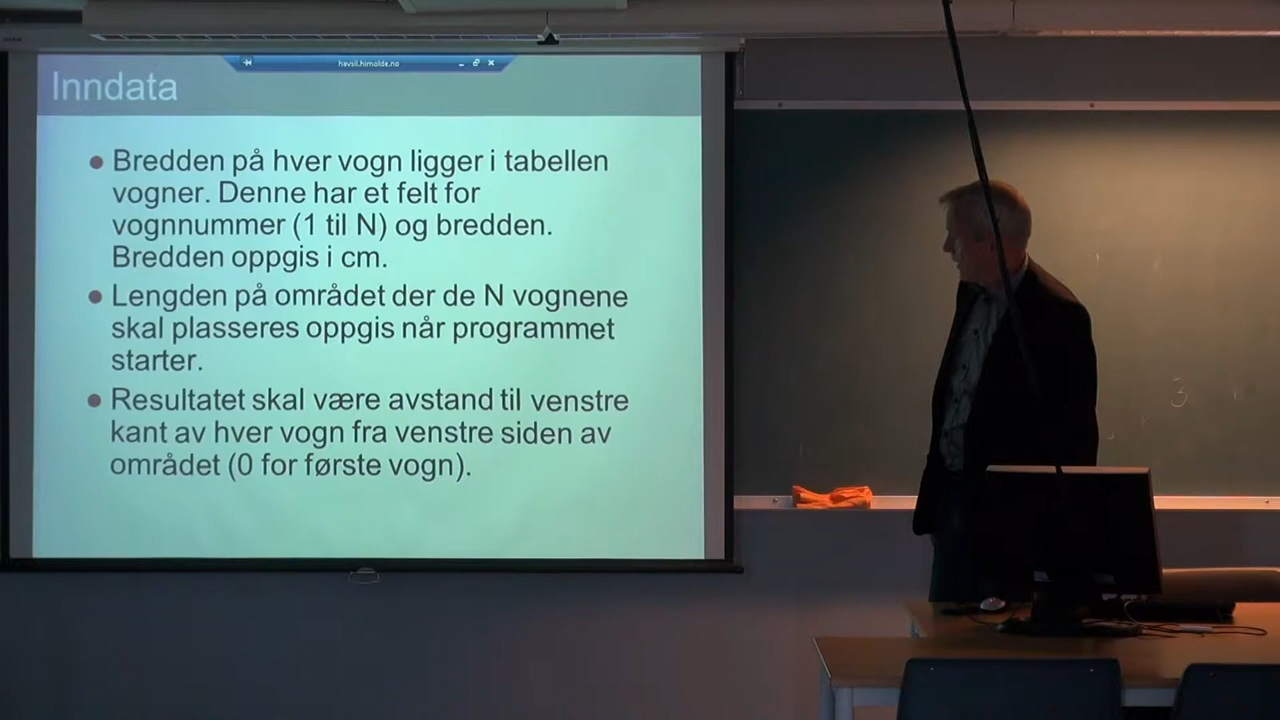 hevsil.himolde.no
Inndata
Bredden på hver vogn ligger i tabellen
vogner. Denne har et felt for
vognnummer (1 til N) og bredden.
Bredden oppgis i cm.
Lengden på området der de N vognene
skal plasseres oppgis når programmet
starter.
Resultatet skal være avstand til venstre
kant av hver vogn fra venstre siden av
området (0 for første vogn).
3